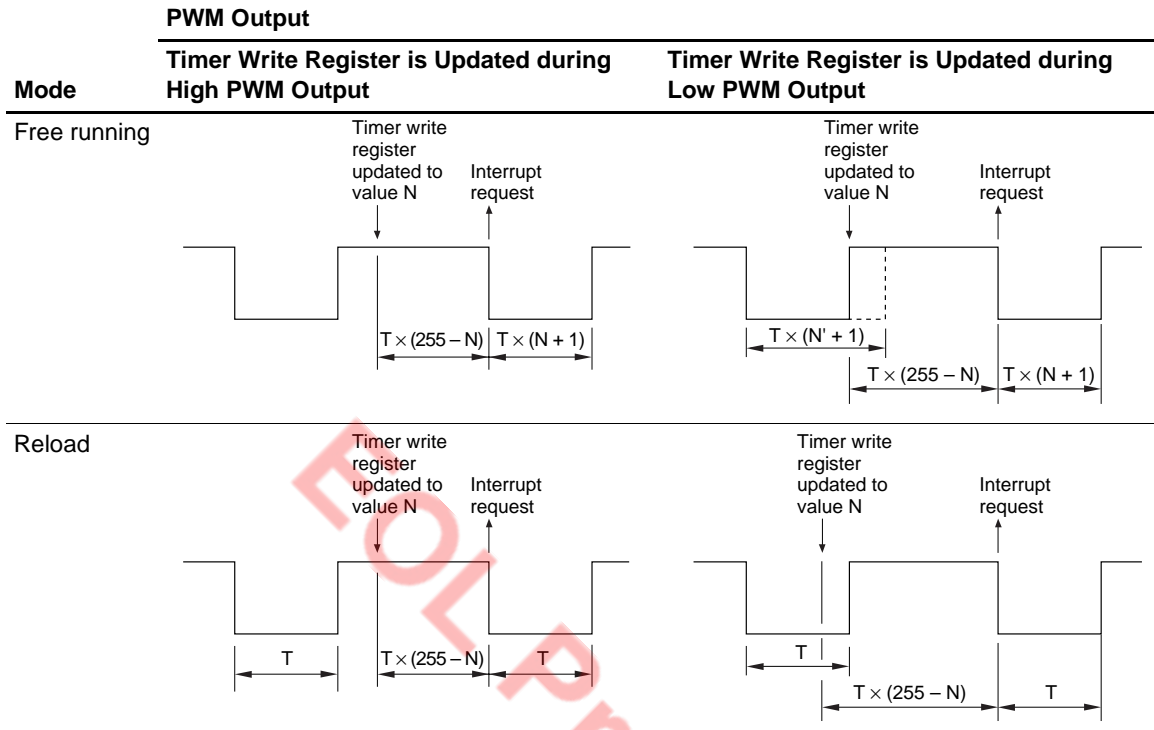 PWM Output
Mode
Timer Write Register is Updated during
High PWM Output
Timer Write Register is Updated during
Low PWM Output
Free running
Timer write
register
updated to
value N
Interrupt
request
T × (255 – N)
T × (N + 1)
Timer write
register
updated to
value N
Interrupt
request
T × (N' + 1)
T × (255 – N)
T × (N + 1)
Reload
Timer write
register
updated to
value N
Interrupt
request
T
T × (255 – N)
T
Timer write
register
updated to
value N
Interrupt
request
T
T × (255 – N)
T
EOL Pr